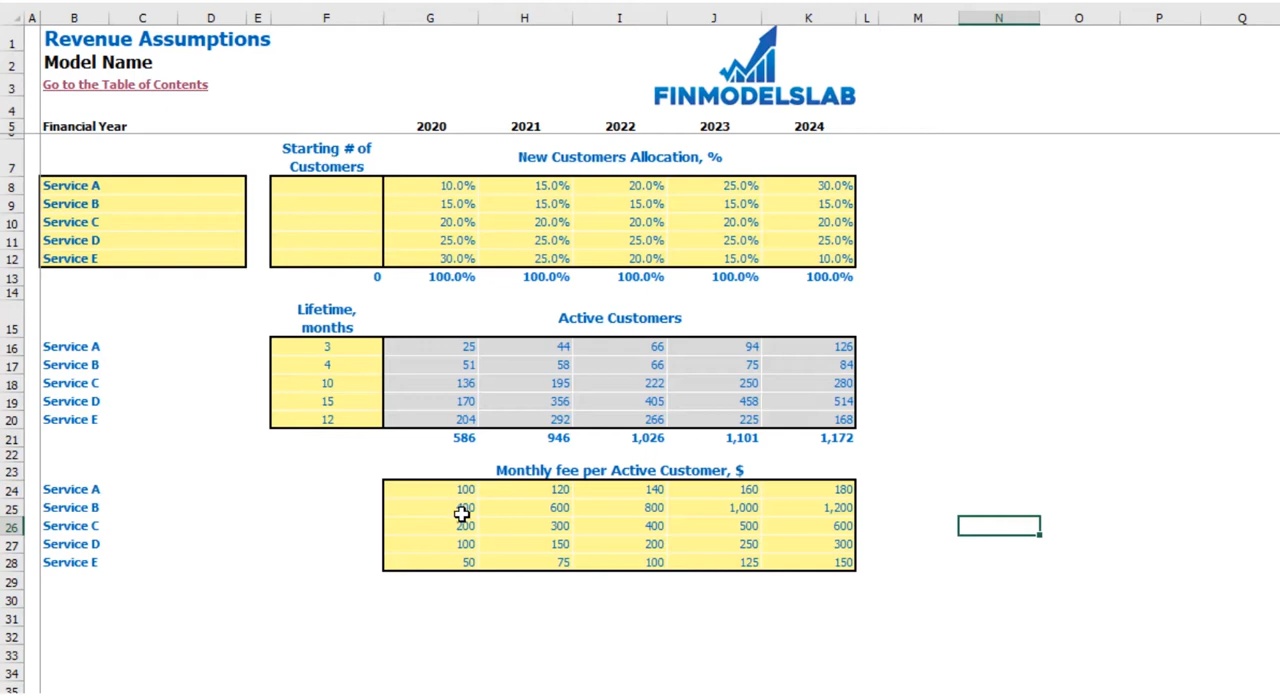 A B C D E F G H I J K L M N O P Q
1 Revenue Assumptions
2 Model Name
3 Go to the Table of Contents
FINMODELSLAB
4
5 Financial Year 2020 2021 2022 2023 2024
7 Starting # of Customers New Customers Allocation, %
8 Service A 10.0% 15.0% 20.0% 25.0% 30.0%
9 Service B 15.0% 15.0% 15.0% 15.0% 15.0%
10 Service C 20.0% 20.0% 20.0% 20.0% 20.0%
11 Service D 25.0% 25.0% 25.0% 25.0% 25.0%
12 Service E 30.0% 25.0% 20.0% 15.0% 10.0%
13 0 100.0% 100.0% 100.0% 100.0% 100.0%
14
15 Lifetime, months Active Customers
16 Service A 3 25 44 66 94 126
17 Service B 4 51 58 66 75 84
18 Service C 10 136 195 222 250 280
19 Service D 15 170 356 405 458 514
20 Service E 12 204 292 266 225 168
21 586 946 1,026 1,101 1,172
22
23 Monthly fee per Active Customer, $
24 Service A 100 120 140 160 180
25 Service B 600 800 1,000 1,200
26 Service C 200 300 400 500 600
27 Service D 100 150 200 250 300
28 Service E 50 75 100 125 150
29
30
31
32
33
34
35